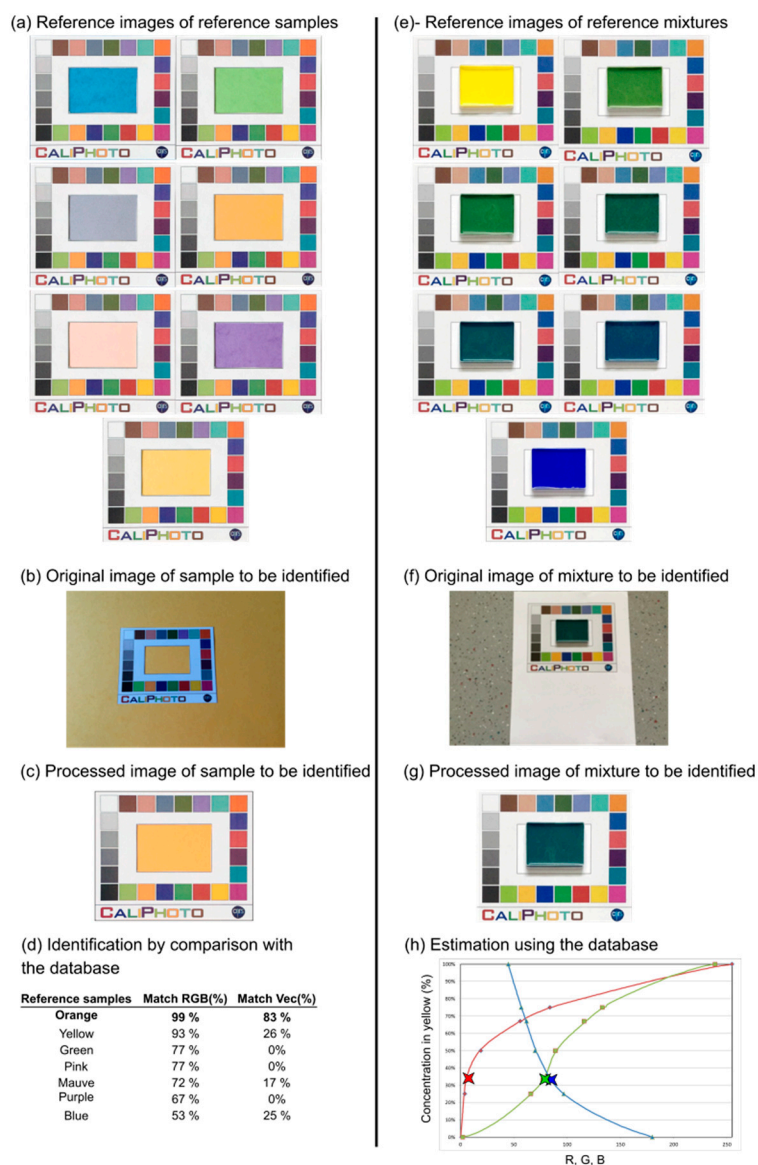 (a) Reference images of reference samples
CALIPHOTO
CALIPHOTO
CALIPHOTO
CALIPHOTO
CALIPHOTO
CALIPHOTO
CALIPHOTO
(b) Original image of sample to be identified
CALIPHOTO
(c) Processed image of sample to be identified
CALIPHOTO
(d) Identification by comparison with
the database
Reference samples Match RGB(%) Match Vec(%)
Orange 99 % 83 %
Yellow 93 % 26 %
Green 77 % 0%
Pink 77 % 0%
Mauve 72 % 17 %
Purple 67 % 0%
Blue 53 % 25 %
(e)- Reference images of reference mixtures
CALIPHOTO
CALIPHOTO
CALIPHOTO
CALIPHOTO
CALIPHOTO
CALIPHOTO
CALIPHOTO
(f) Original image of mixture to be identified
CALIPHOTO
(g) Processed image of mixture to be identified
CALIPHOTO
(h) Estimation using the database
Concentration in yellow (%)
100%
90%
80%
70%
60%
50%
40%
30%
20%
10%
0%
0 50 100 150 200 250
R, G, B